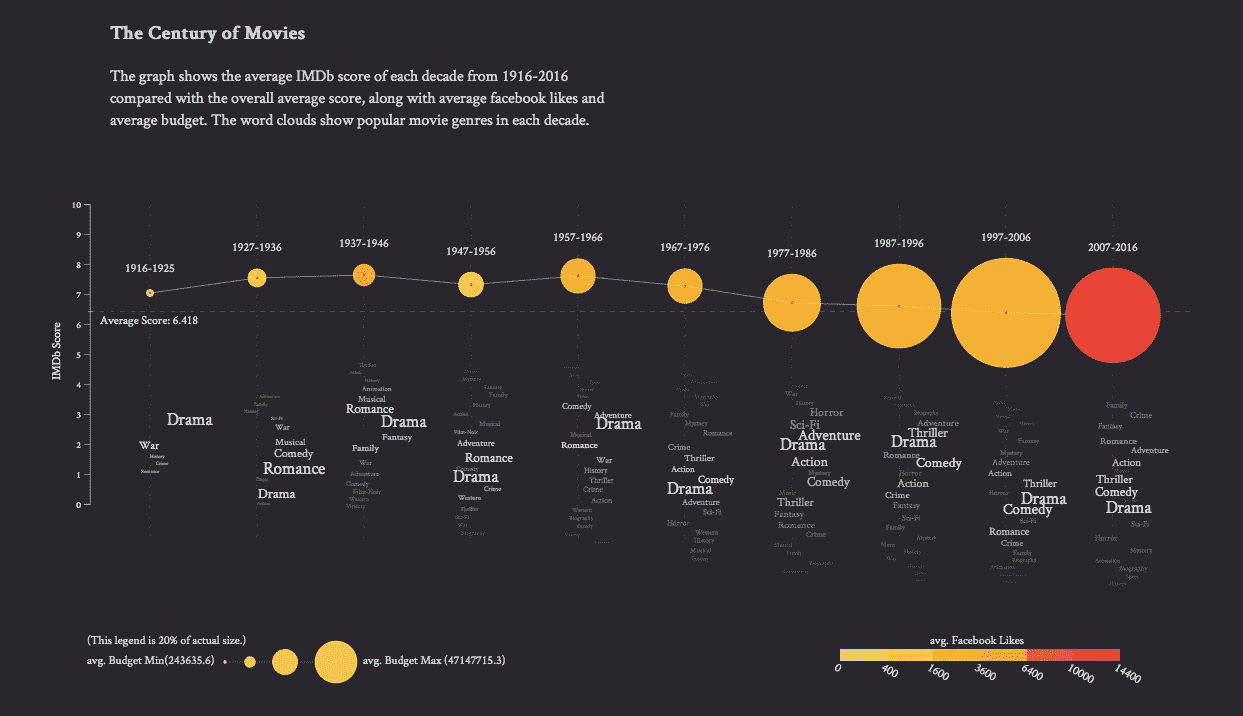 The Century of Movies
The graph shows the average IMDb score of each decade from 1916-2016
compared with the overall average score, along with average facebook likes and
average budget. The word clouds show popular movie genres in each decade.
10
9
8
7
6
5
4
3
2
1
0
IMDb Score
Average Score: 6.418
1916-1925
Drama
War
History
Crime
Romance
1927-1936
Sci-Fi
War
Musical
Comedy
Romance
Drama
1937-1946
Animation
Musical
Romance
Drama
Fantasy
Family
War
Adventure
Comedy
Film-Noir
Western
Mystery
1947-1956
Mystery
Fantasy
Family
History
Action
Musical
Film-Noir
Adventure
Romance
Comedy
Drama
Crime
Western
Thriller
Sci-Fi
War
Biography
1957-1966
Comedy
Adventure
Drama
Musical
Romance
War
History
Thriller
Crime
Action
Western
Biography
Family
1967-1976
Family
Mystery
Romance
Crime
Thriller
Action
Comedy
Drama
Adventure
Sci-Fi
Horror
Western
History
Musical
Fantasy
1977-1986
War
History
Horror
Sci-Fi
Adventure
Drama
Action
Mystery
Comedy
Music
Thriller
Fantasy
Romance
Crime
Musical
Family
Biography
1987-1996
Biography
Adventure
Thriller
Drama
Romance
Comedy
Horror
Action
Crime
Fantasy
Sci-Fi
Family
Mystery
Music
History
War
1997-2006
War
Fantasy
Mystery
Adventure
Action
Thriller
Horror
Drama
Comedy
Sci-Fi
Romance
Crime
Family
Biography
2007-2016
Family
Crime
Fantasy
Romance
Adventure
Action
Thriller
Comedy
Drama
Sci-Fi
Horror
Mystery
Animation
Biography
Sport
History
(This legend is 20% of actual size.)
avg. Budget Min(243635.6)
avg. Budget Max (47147715.3)
avg. Facebook Likes
0
400
1600
3600
6400
10000
14400